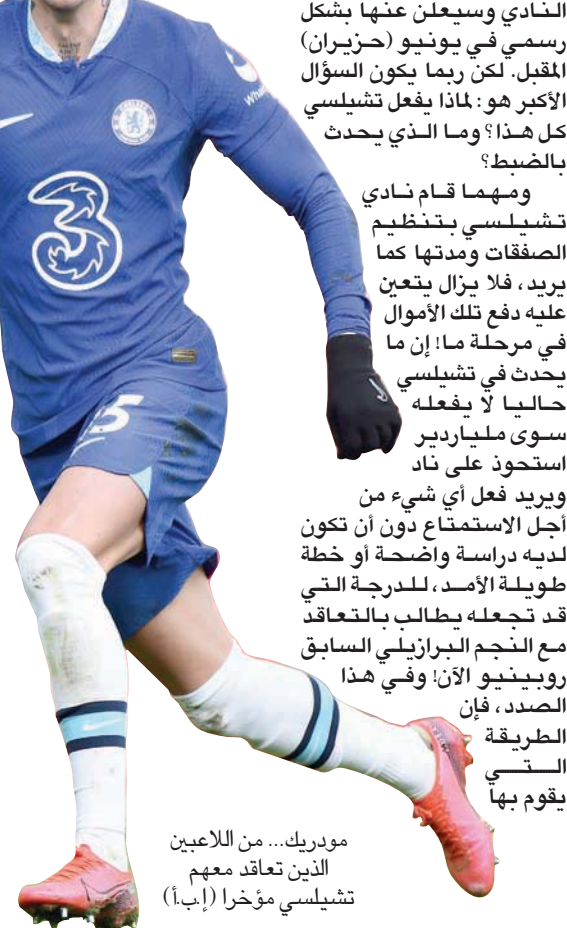 النادي وسيعلن عنها بشكل
رسمي في يونيو (حزيران)
المقبل. لكن ربما يكون السؤال
الأكبر هو: لماذا يفعل تشيلسي
كل هذا؟ وما الذي يحدث
بالضبط؟
ومهما قام نادي
تشيلسي بتنظيم
الصفقات ومدتها كما
يريد، فلا يزال يتعين
عليه دفع تلك الأموال
في مرحلة ما! إن ما
يحدث في تشيلسي
حاليا لا يفعله
سوى ملياردير
استحوذ على ناد
ويريد فعل أي شيء من
أجل الاستمتاع دون أن تكون
لديه دراسة واضحة أو خطة
طويلة الأمد، للدرجة التي
قد تجعله يطالب بالتعاقد
مع النجم البرازيلي السابق
روبينيو الآن! وفي هذا
الصدد، فإن
الطريقة
التي
يقوم بها
3
15
مودريك... من اللاعبين
الذين تعاقد معهم
تشيلسي مؤخرا (إ.ب.أ)